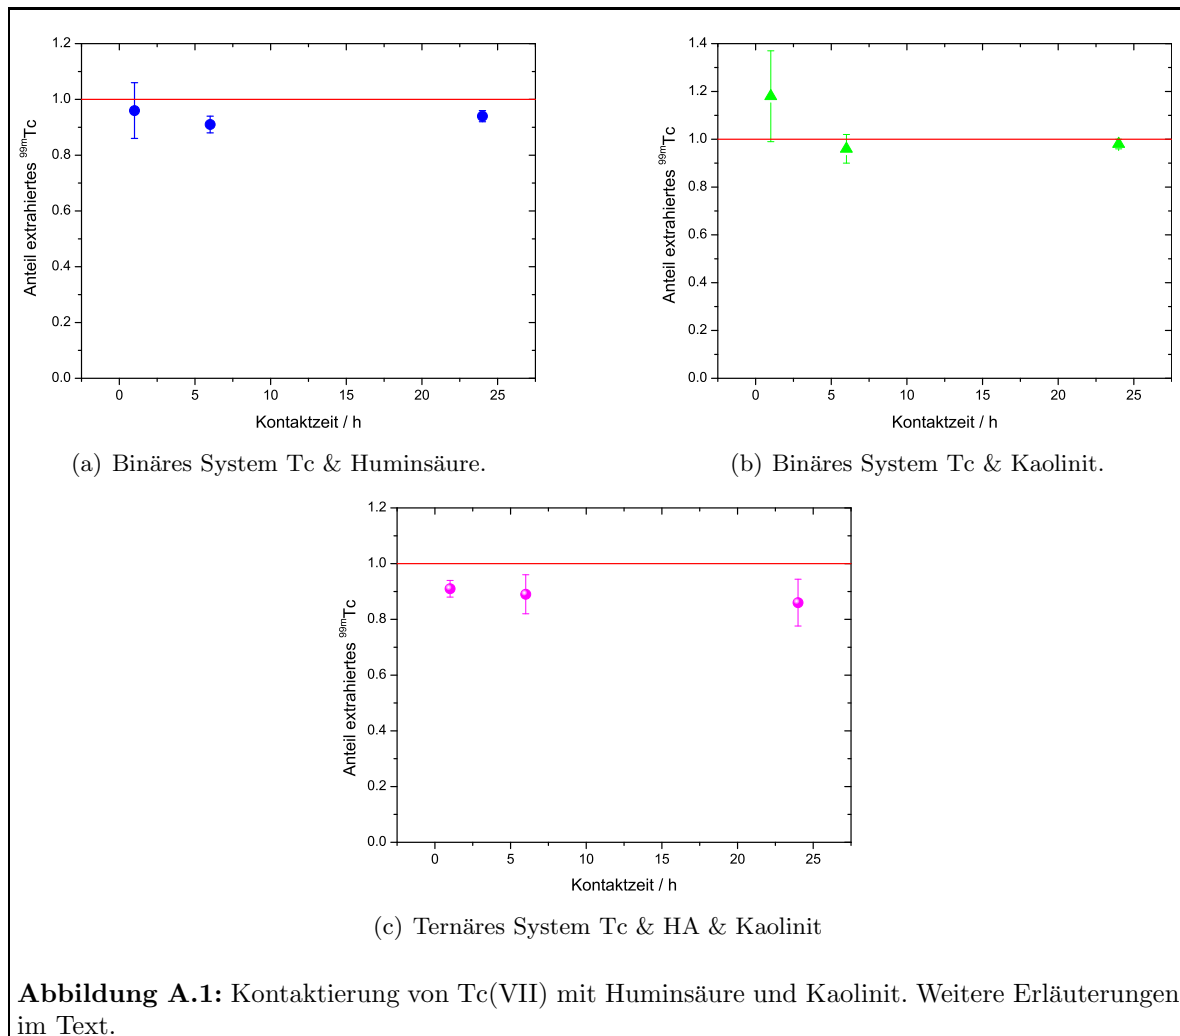 1.2
1.0
0.8
0.6
0.4
0.2
0.0
Anteil extrahiertes ⁹⁹ᵐTc
0 5 10 15 20 25
Kontaktzeit / h
(a) Binäres System Tc & Huminsäure.
1.4
1.2
1.0
0.8
0.6
0.4
0.2
0.0
Anteil extrahiertes ⁹⁹ᵐTc
0 5 10 15 20 25
Kontaktzeit / h
(b) Binäres System Tc & Kaolinit.
1.2
1.0
0.8
0.6
0.4
0.2
0.0
Anteil extrahiertes ⁹⁹ᵐTc
0 5 10 15 20 25
Kontaktzeit / h
(c) Ternäres System Tc & HA & Kaolinit
Abbildung A.1: Kontaktierung von Tc(VII) mit Huminsäure und Kaolinit. Weitere Erläuterungen
im Text.